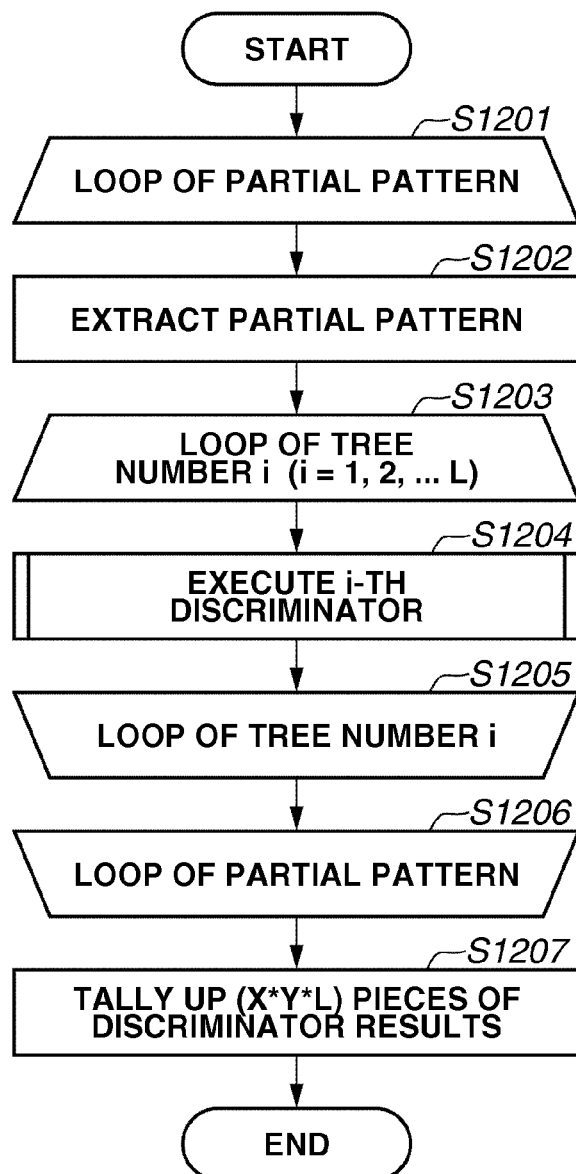 START
S1201
LOOP OF PARTIAL PATTERN
S1202
EXTRACT PARTIAL PATTERN
S1203
LOOP OF TREE
NUMBER i (i = 1, 2, ... L)
S1204
EXECUTE i-TH
DISCRIMINATOR
S1205
LOOP OF TREE NUMBER i
S1206
LOOP OF PARTIAL PATTERN
S1207
TALLY UP (X*Y*L) PIECES OF
DISCRIMINATOR RESULTS
END